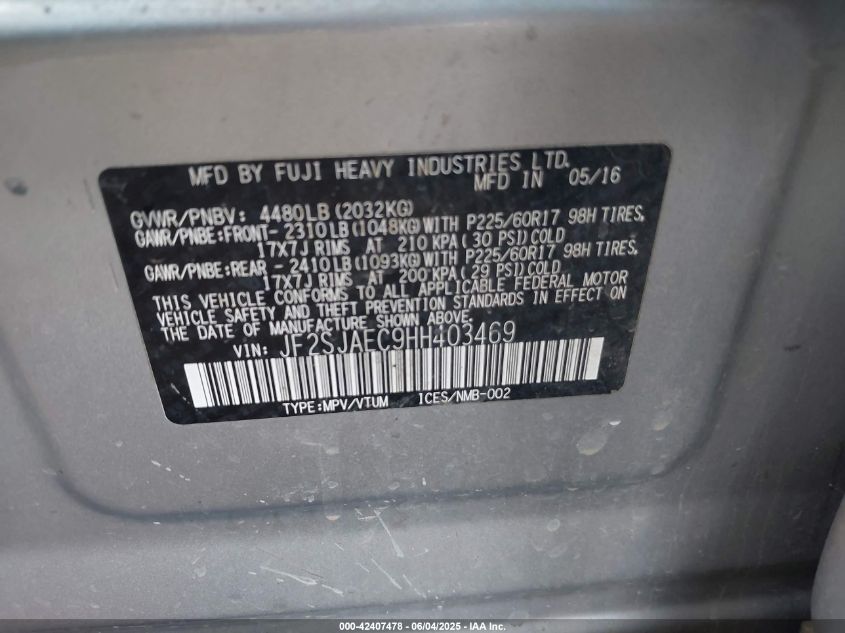 MFD BY FUJI HEAVY INDUSTRIES LTD.
MFD IN 05/16
GVWR/PNBV: 4480LB(2032KG)
GAWR/PNBE:FRONT- 2310LB(1048KG)WITH P225/60R17 98H TIRES,
17X7J RIMS AT 210 KPA( 30 PSI)COLD
GAWR/PNBE:REAR - 2410LB(1093KG)WITH P225/60R17 98H TIRES,
17X7J RIMS AT 200 KPA( 29 PSI)COLD
THIS VEHICLE CONFORMS TO ALL APPLICABLE FEDERAL MOTOR
VEHICLE SAFETY AND THEFT PREVENTION STANDARDS IN EFFECT ON
THE DATE OF MANUFACTURE SHOWN ABOVE.
VIN: JF2SJAEC9HH403469
TYPE:MPV/VTUM ICES/NMB-002
000-42407478 - 06/04/2025 - IAA Inc.